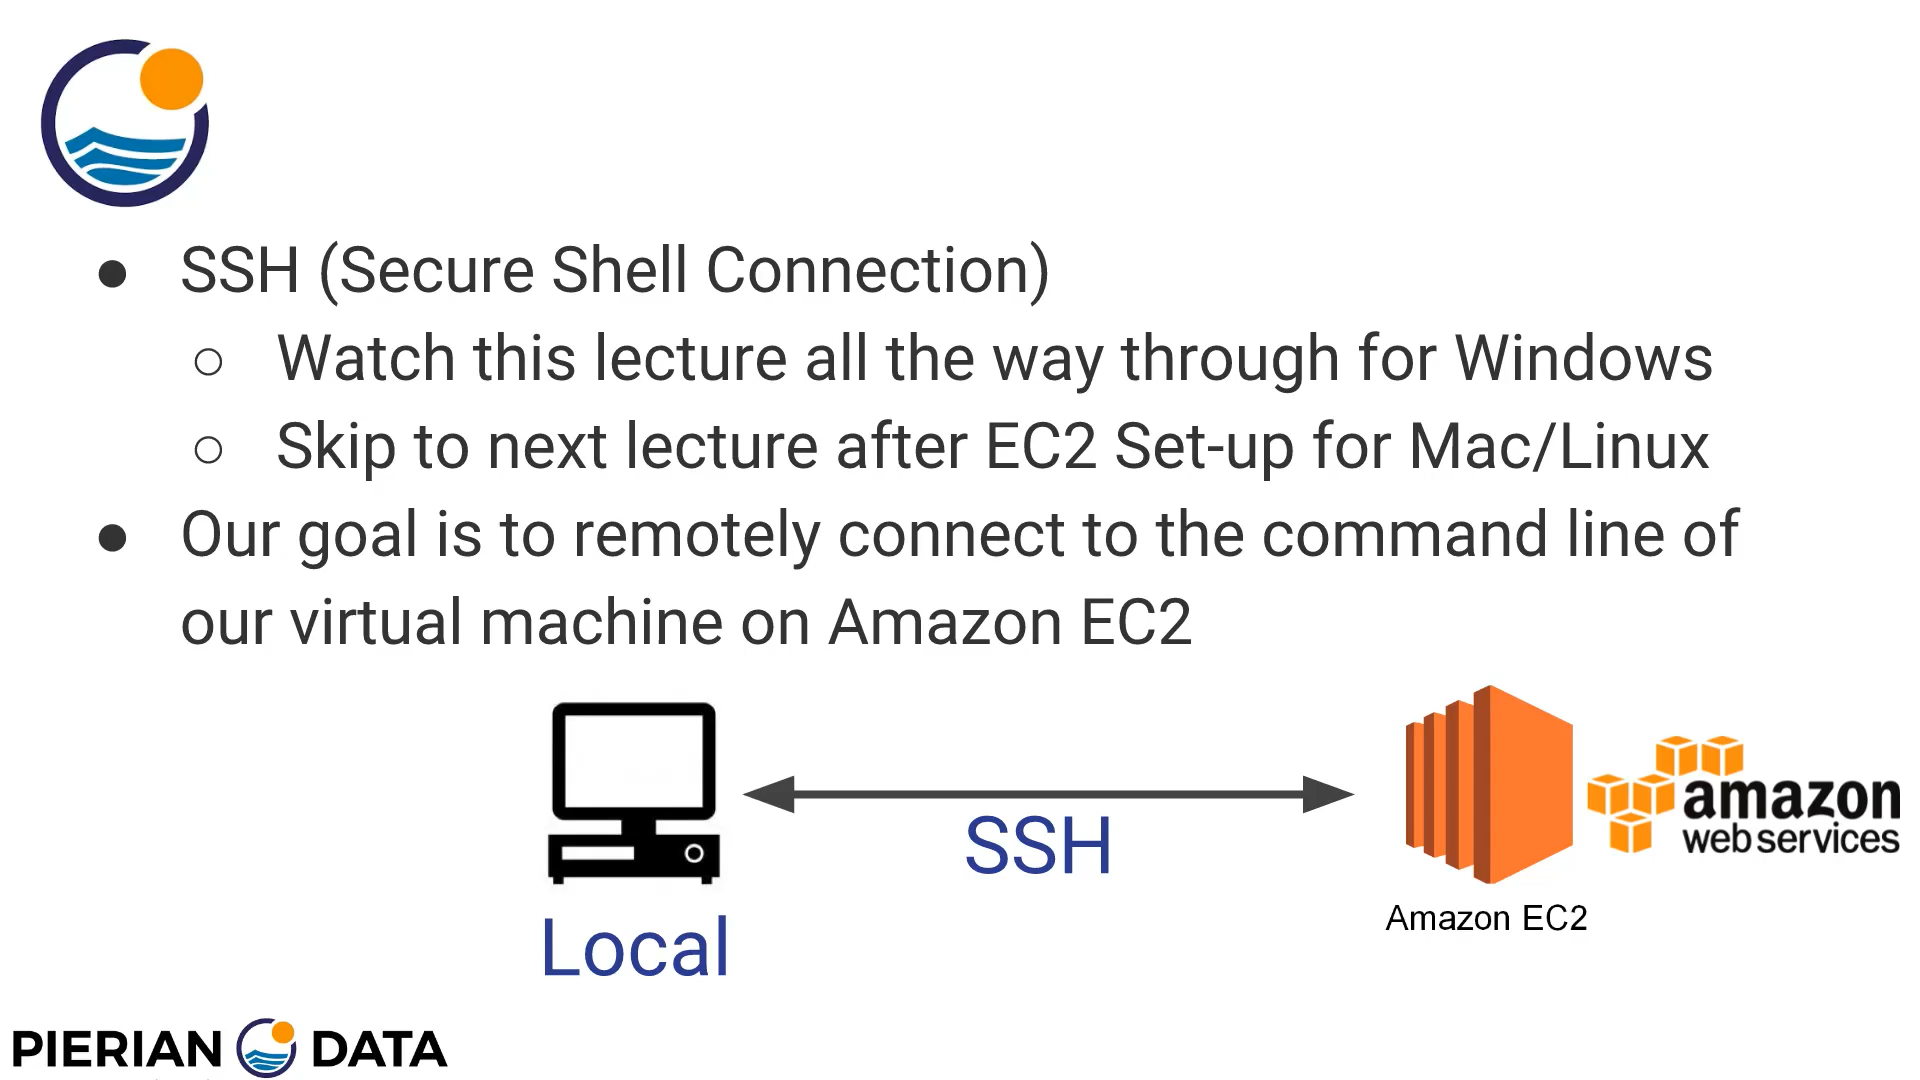 ● SSH (Secure Shell Connection)
○ Watch this lecture all the way through for Windows
○ Skip to next lecture after EC2 Set-up for Mac/Linux
● Our goal is to remotely connect to the command line of
our virtual machine on Amazon EC2
SSH
amazon
web services
Amazon EC2
Local
PIERIAN DATA